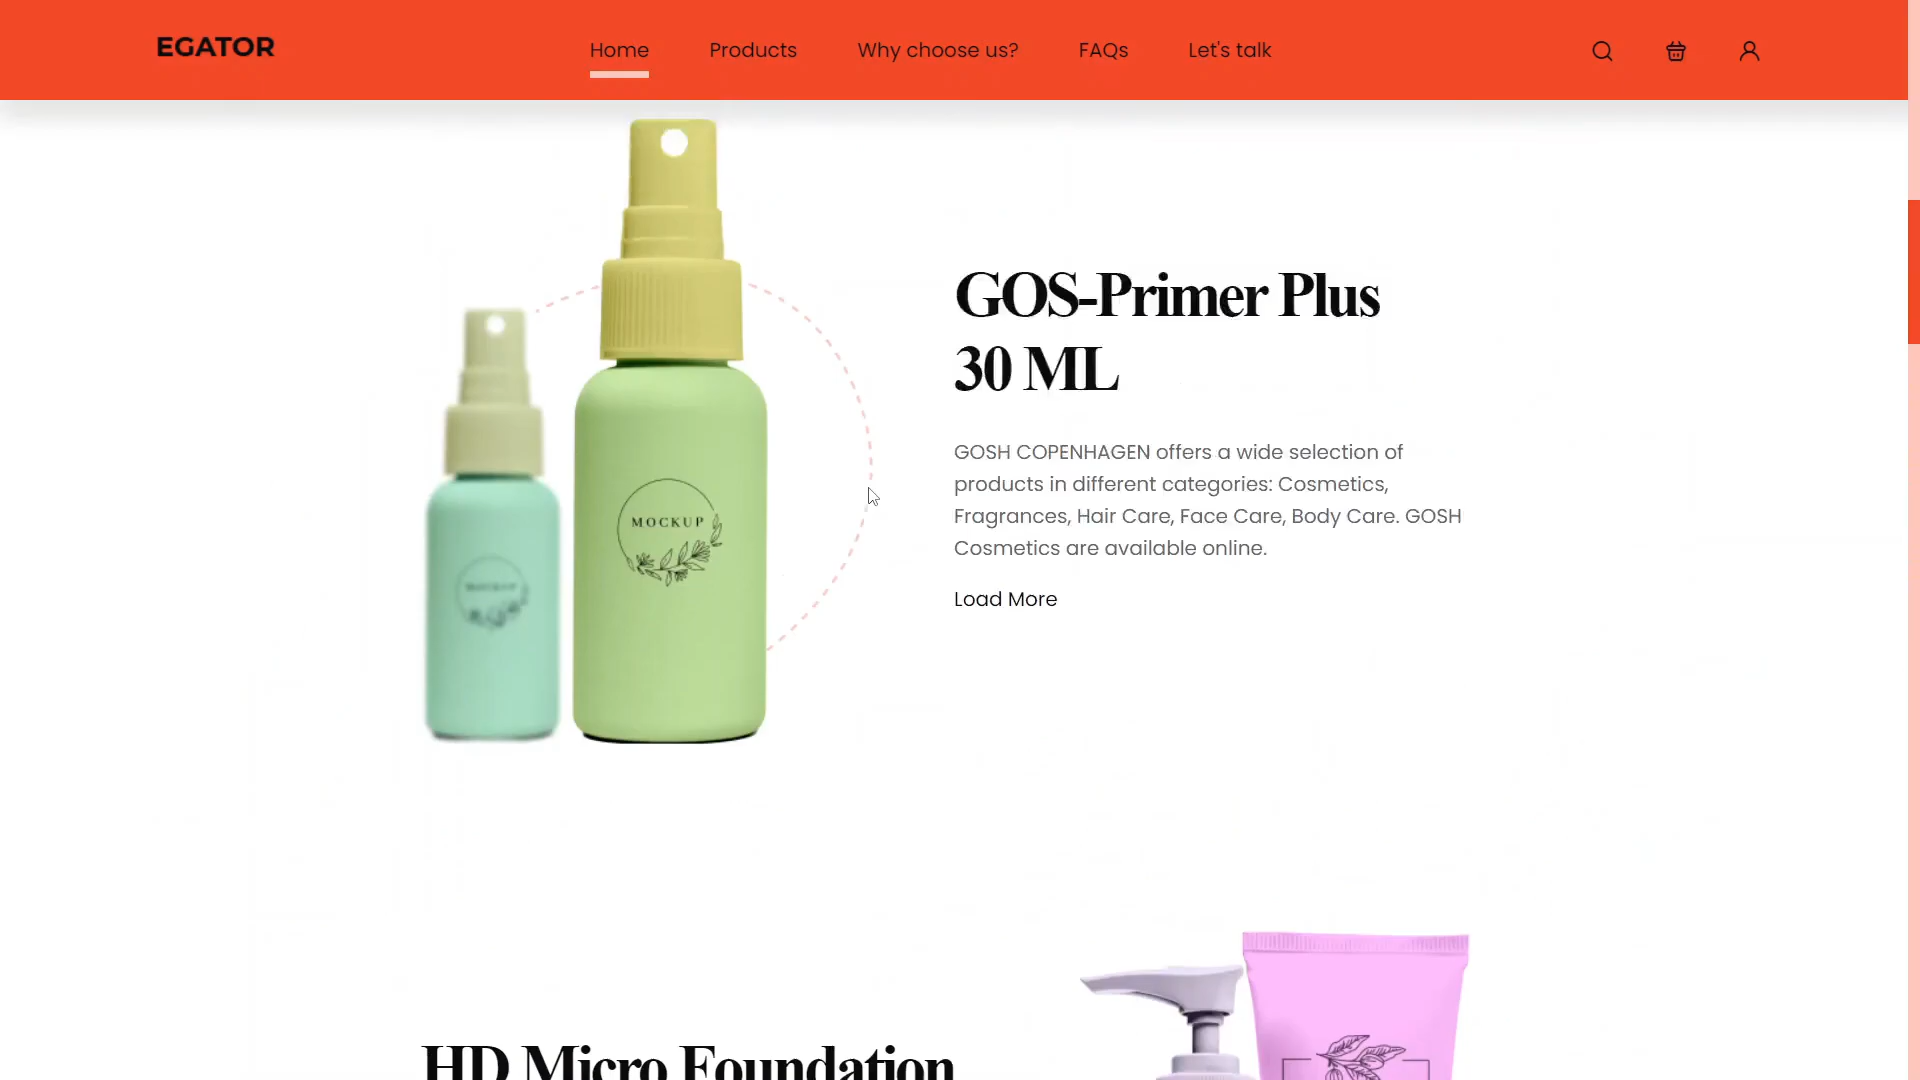 EGATOR
Home
Products
Why choose us?
FAQs
Let's talk
GOS-Primer Plus
30 ML
GOSH COPENHAGEN offers a wide selection of
products in different categories: Cosmetics,
Fragrances, Hair Care, Face Care, Body Care. GOSH
Cosmetics are available online.
Load More
MOCKUP
MOCKUP
HD Micro Foundation